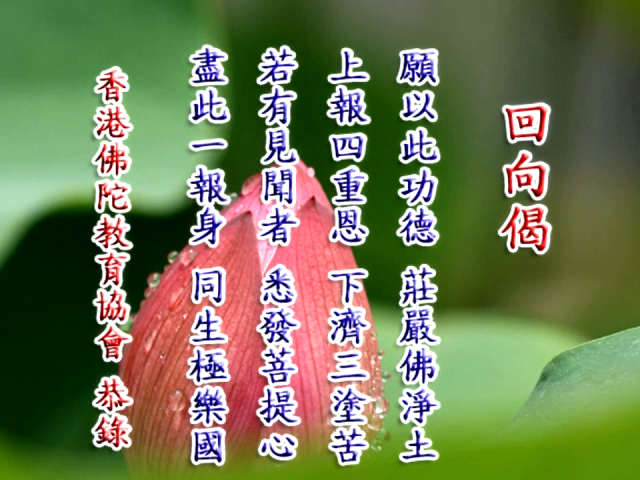 回向偈
願以此功德 莊嚴佛淨土
上報四重恩 下濟三塗苦
若有見聞者 悉發菩提心
盡此一報身 同生極樂國
香港佛陀教育協會 恭錄